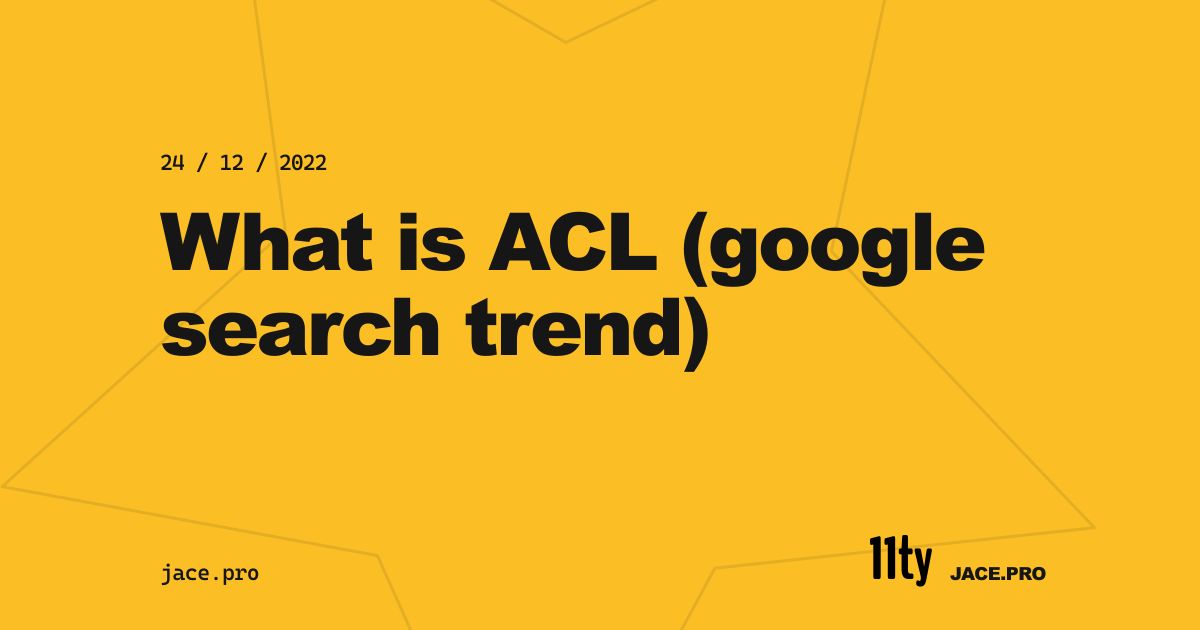 24 / 12 / 2022
What is ACL (google
search trend)
jace.pro
11ty JACE.PRO